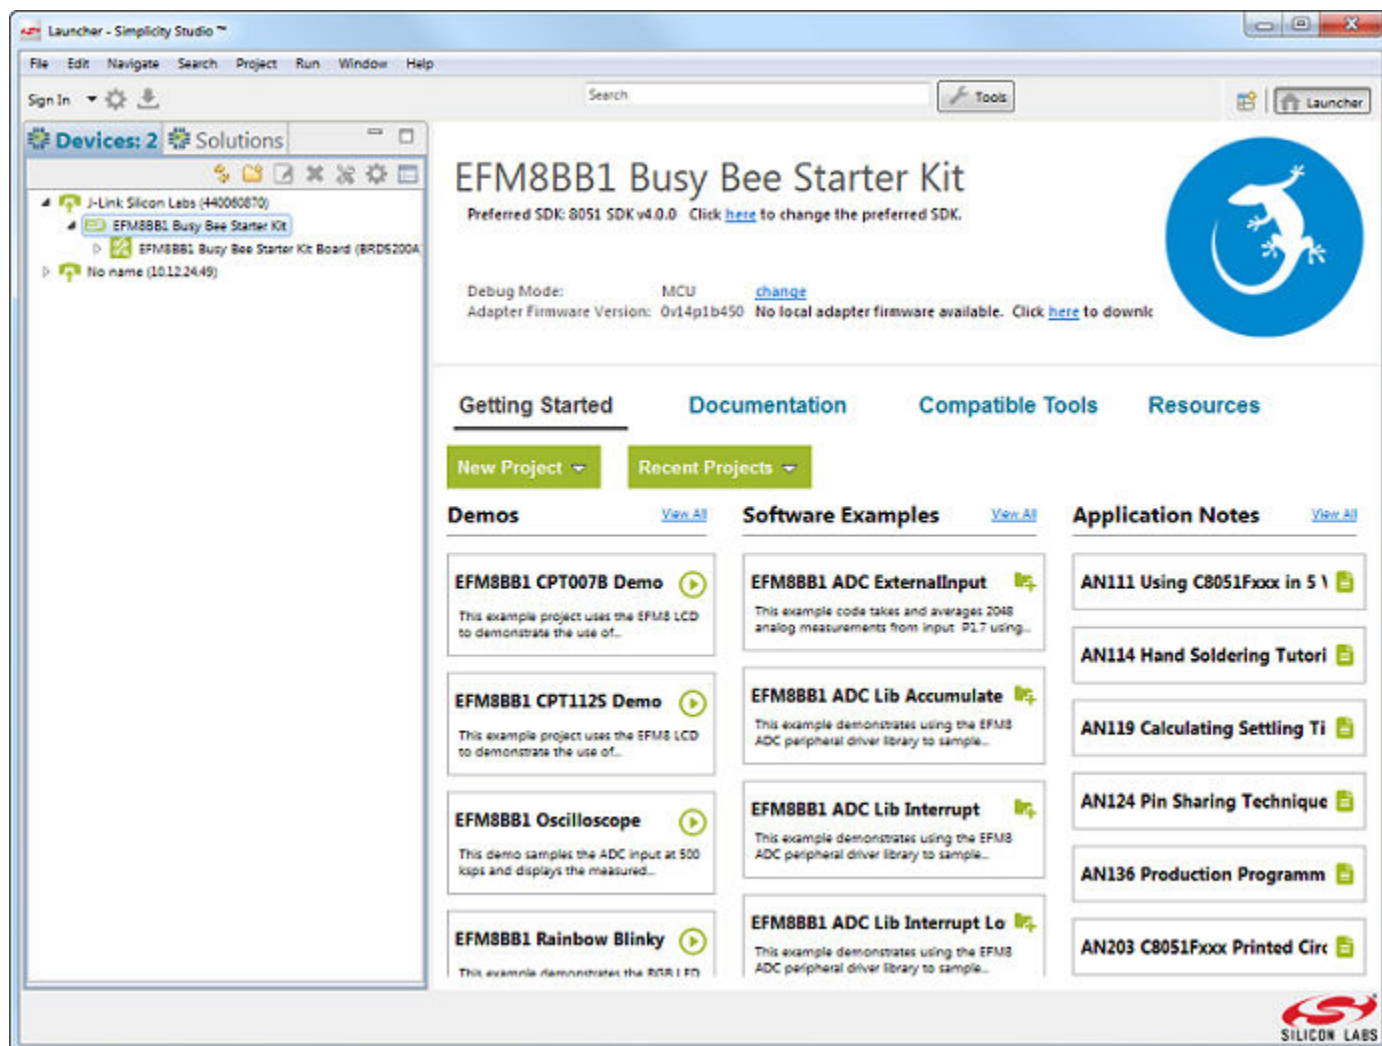 Launcher - Simplicity Studio ™
File Edit Navigate Search Project Run Window Help
Sign In Search Tools Launcher
Devices: 2 Solutions
J-Link Silicon Labs (440060870)
EFM8BB1 Busy Bee Starter Kit
EFM8BB1 Busy Bee Starter Kit Board (BRD5200A
No name (10.12.24.49)
EFM8BB1 Busy Bee Starter Kit
Preferred SDK: 8051 SDK v4.0.0 Click here to change the preferred SDK.
Debug Mode: MCU change
Adapter Firmware Version: 0v14p1b450 No local adapter firmware available. Click here to downlc
Getting Started Documentation Compatible Tools Resources
New Project Recent Projects
Demos View All
EFM8BB1 CPT007B Demo
This example project uses the EFM8 LCD
to demonstrate the use of...
EFM8BB1 CPT112S Demo
This example project uses the EFM8 LCD
to demonstrate the use of...
EFM8BB1 Oscilloscope
This demo samples the ADC input at 500
ksps and displays the measured...
EFM8BB1 Rainbow Blinky
This example demonstrates the RGB LED
Software Examples View All
EFM8BB1 ADC ExternalInput
This example code takes and averages 2048
analog measurements from input P1.7 using...
EFM8BB1 ADC Lib Accumulate
This example demonstrates using the EFM8
ADC peripheral driver library to sample...
EFM8BB1 ADC Lib Interrupt
This example demonstrates using the EFM8
ADC peripheral driver library to sample...
EFM8BB1 ADC Lib Interrupt Lo
This example demonstrates using the EFM8
ADC peripheral driver library to sample...
Application Notes View All
AN111 Using C8051Fxxx in 5 \
AN114 Hand Soldering Tutori
AN119 Calculating Settling Ti
AN124 Pin Sharing Technique
AN136 Production Programm
AN203 C8051Fxxx Printed Circ
SILICON LABS